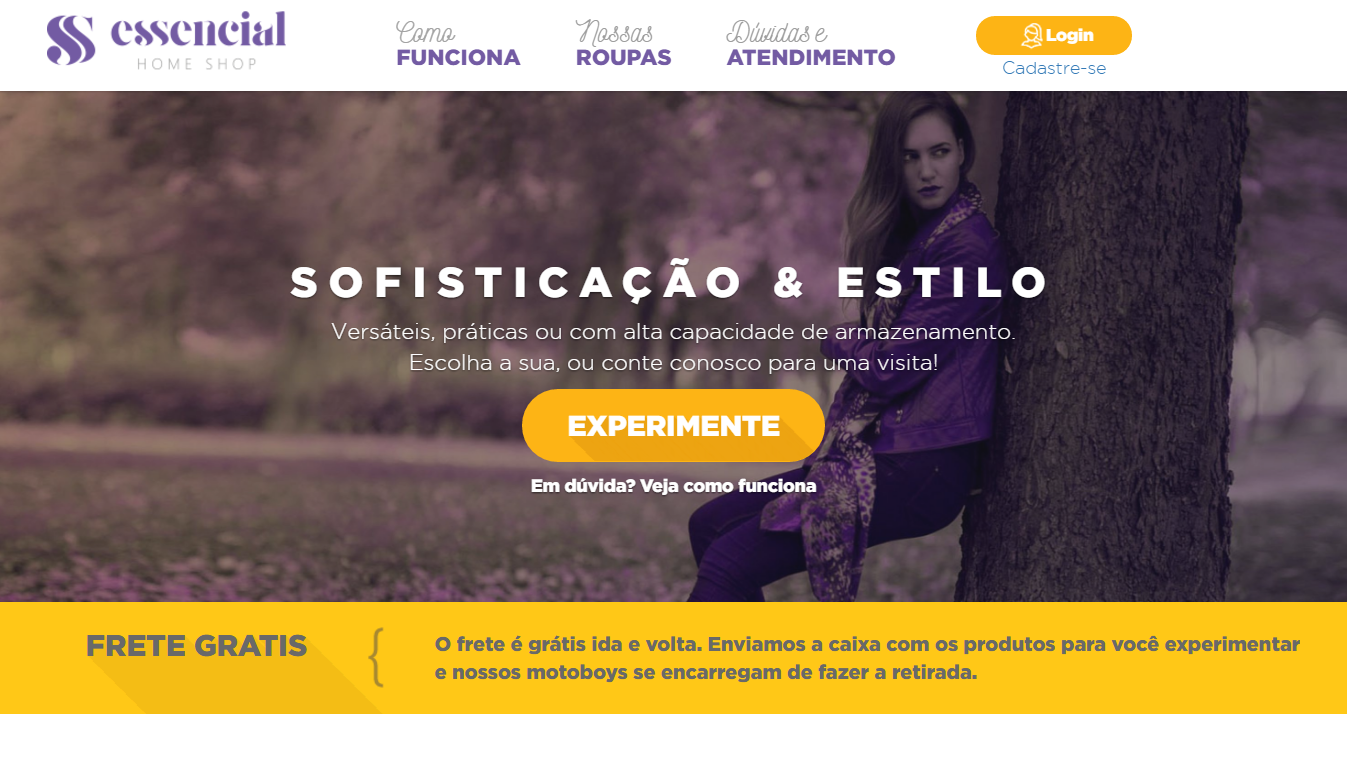 essencial
HOME SHOP
Como
FUNCIONA
Nossas
ROUPAS
Dúvidas e
ATENDIMENTO
Login
Cadastre-se
SOFISTICAÇÃO & ESTILO
Versáteis, práticas ou com alta capacidade de armazenamento.
Escolha a sua, ou conte conosco para uma visita!
EXPERIMENTE
Em dúvida? Veja como funciona
FRETE GRATIS
O frete é grátis ida e volta. Enviamos a caixa com os produtos para você experimentar
e nossos motoboys se encarregam de fazer a retirada.